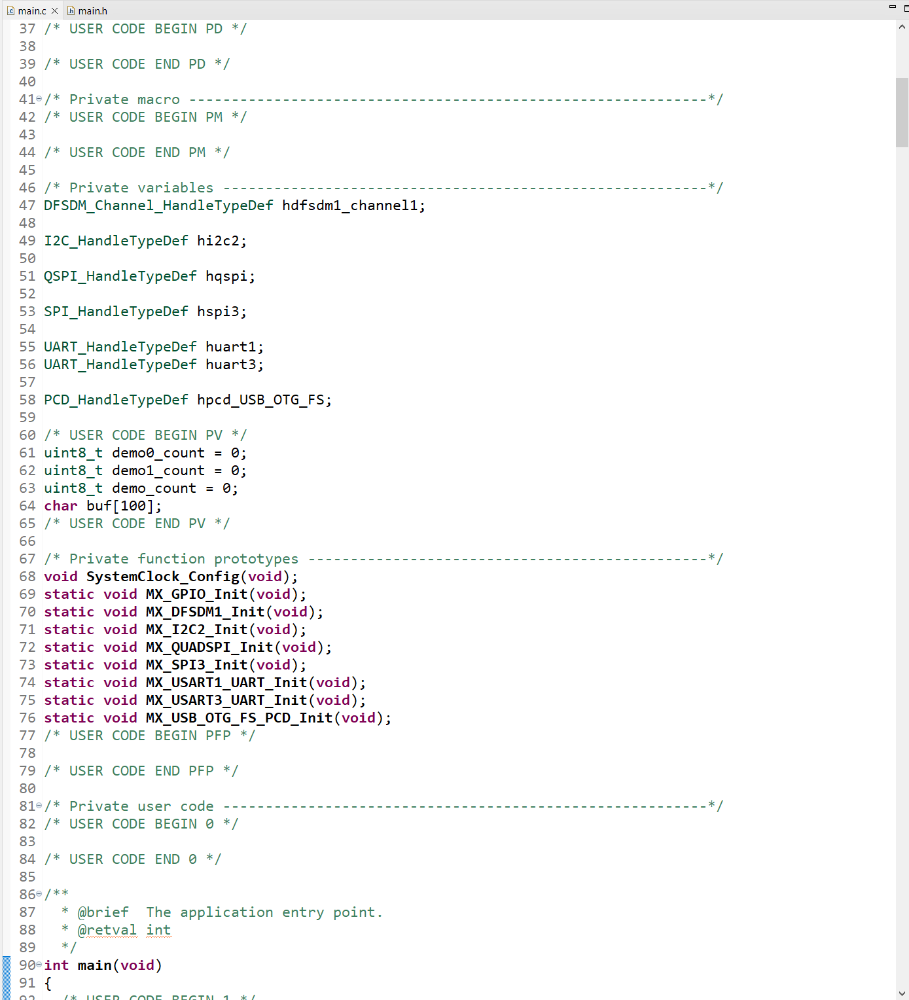 main.c main.h
37 /* USER CODE BEGIN PD */
38
39 /* USER CODE END PD */
40
41 /* Private macro -------------------------------------------------------------*/
42 /* USER CODE BEGIN PM */
43
44 /* USER CODE END PM */
45
46 /* Private variables ---------------------------------------------------------*/
47 DFSDM_Channel_HandleTypeDef hdfsdm1_channel1;
48
49 I2C_HandleTypeDef hi2c2;
50
51 QSPI_HandleTypeDef hqspi;
52
53 SPI_HandleTypeDef hspi3;
54
55 UART_HandleTypeDef huart1;
56 UART_HandleTypeDef huart3;
57
58 PCD_HandleTypeDef hpcd_USB_OTG_FS;
59
60 /* USER CODE BEGIN PV */
61 uint8_t demo0_count = 0;
62 uint8_t demo1_count = 0;
63 uint8_t demo_count = 0;
64 char buf[100];
65 /* USER CODE END PV */
66
67 /* Private function prototypes -----------------------------------------------*/
68 void SystemClock_Config(void);
69 static void MX_GPIO_Init(void);
70 static void MX_DFSDM1_Init(void);
71 static void MX_I2C2_Init(void);
72 static void MX_QUADSPI_Init(void);
73 static void MX_SPI3_Init(void);
74 static void MX_USART1_UART_Init(void);
75 static void MX_USART3_UART_Init(void);
76 static void MX_USB_OTG_FS_PCD_Init(void);
77 /* USER CODE BEGIN PFP */
78
79 /* USER CODE END PFP */
80
81 /* Private user code ---------------------------------------------------------*/
82 /* USER CODE BEGIN 0 */
83
84 /* USER CODE END 0 */
85
86 /**
87   * @brief  The application entry point.
88   * @retval int
89   */
90 int main(void)
91 {
92   /* USER CODE BEGIN 1 */